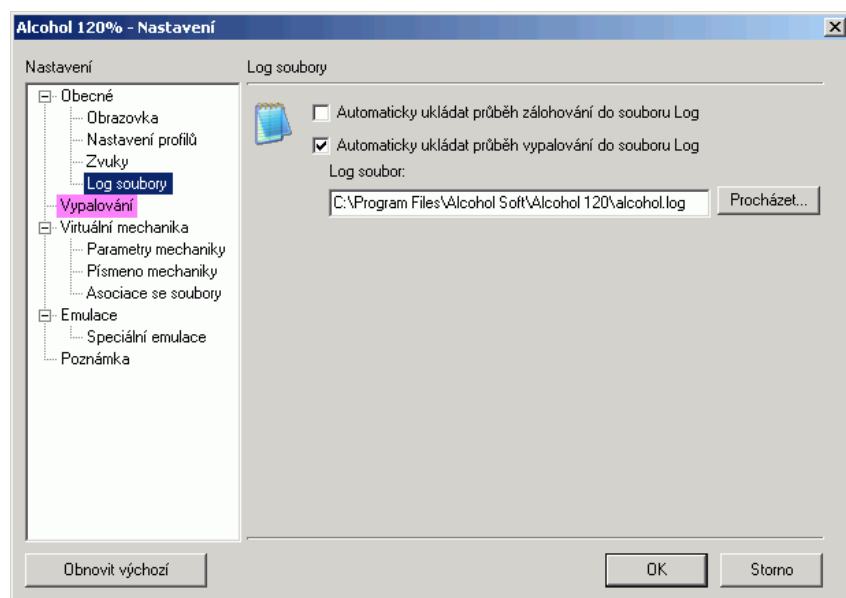 Alcohol 120% - Nastavení
Nastavení
Obecné
Obrazovka
Nastavení profilů
Zvuky
Log soubory
Vypalování
Virtuální mechanika
Parametry mechaniky
Písmeno mechaniky
Asociace se soubory
Emulace
Speciální emulace
Poznámka
Log soubory
Automaticky ukládat průběh zálohování do souboru Log
Automaticky ukládat průběh vypalování do souboru Log
Log soubor:
C:\Program Files\Alcohol Soft\Alcohol 120\alcohol.log
Procházet...
Obnovit výchozí
OK
Storno